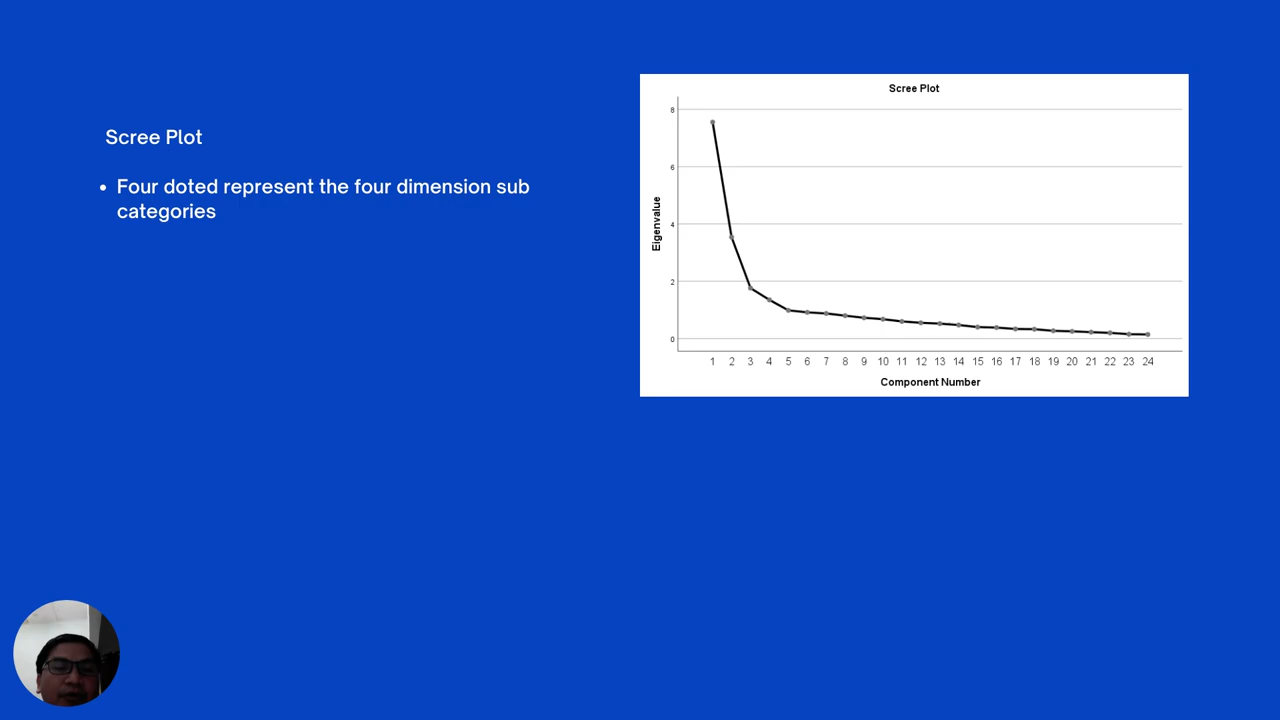 Scree Plot
• Four doted represent the four dimension sub
categories
Scree Plot
8
6
4
2
0
Eigenvalue
1 2 3 4 5 6 7 8 9 10 11 12 13 14 15 16 17 18 19 20 21 22 23 24
Component Number